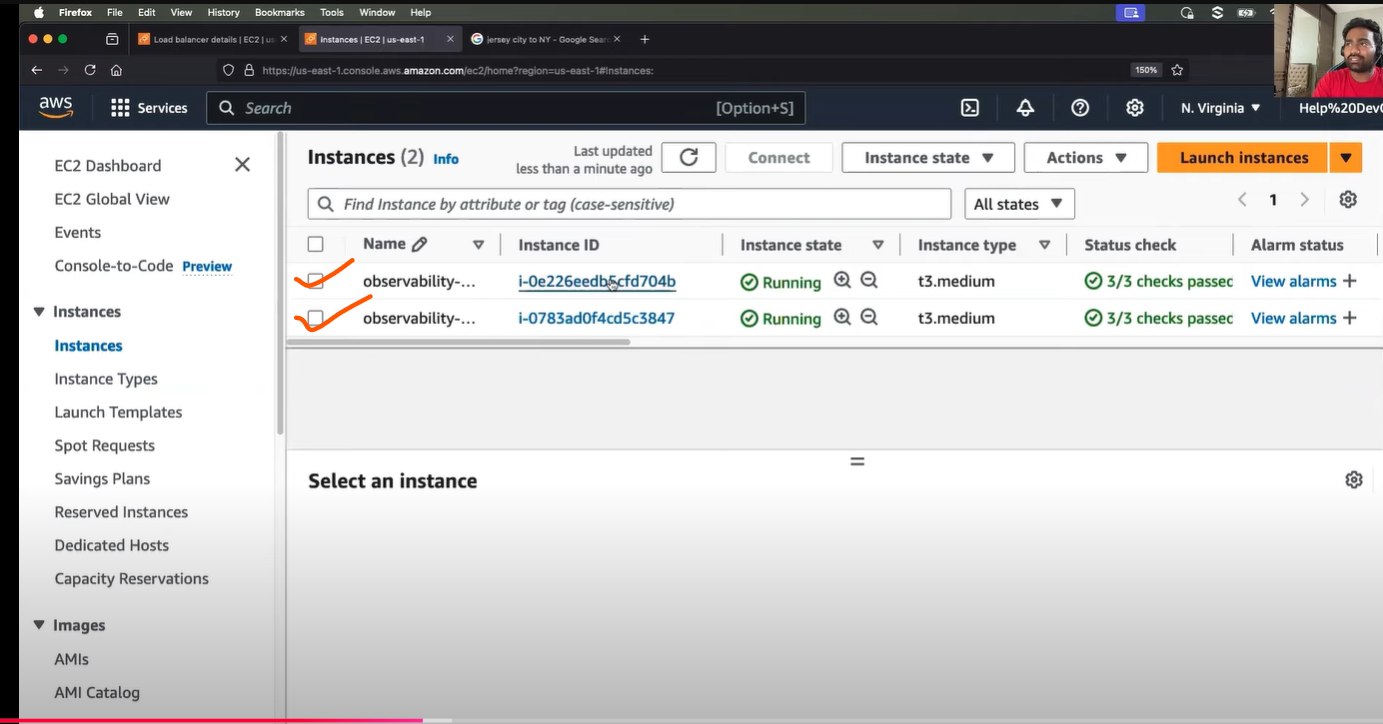 Firefox File Edit View History Bookmarks Tools Window Help
Load balancer details | EC2 | us Instances | EC2 | us-east-1 jersey city to NY - Google Sear
https://us-east-1.console.aws.amazon.com/ec2/home?region=us-east-1#Instances: 150%
aws Services Search [Option+S] N. Virginia Help%20Dev
EC2 Dashboard
EC2 Global View
Events
Console-to-Code Preview
Instances
Instances
Instance Types
Launch Templates
Spot Requests
Savings Plans
Reserved Instances
Dedicated Hosts
Capacity Reservations
Images
AMIs
AMI Catalog
Instances (2) Info
Last updated
less than a minute ago
Connect Instance state Actions Launch instances
Find Instance by attribute or tag (case-sensitive) All states 1
Name Instance ID Instance state Instance type Status check Alarm status
observability-... i-0e226eedb5cfd704b Running t3.medium 3/3 checks passed View alarms +
observability-... i-0783ad0f4cd5c3847 Running t3.medium 3/3 checks passed View alarms +
Select an instance